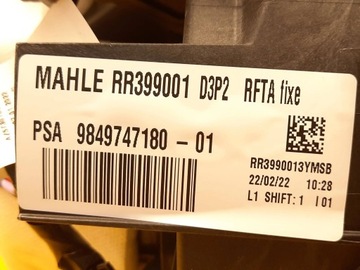 MAHLE RR399001 D3P2 RFTA fixe
PSA 9849747180 - 01
RR3990013YMSB
22/02/22 10:28
L1 SHIFT: 1 I 01